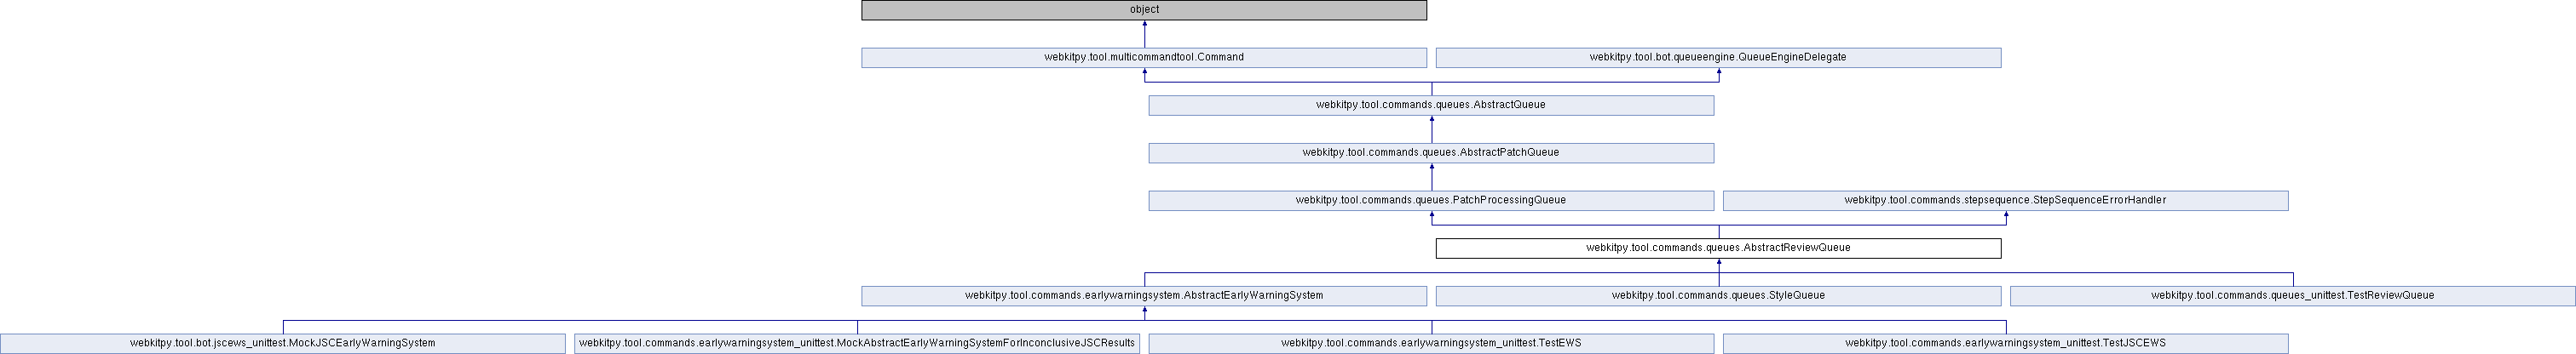 object
webkitpy.tool.multicommandtool.Command
webkitpy.tool.bot.queueengine.QueueEngineDelegate
webkitpy.tool.commands.queues.AbstractQueue
webkitpy.tool.commands.queues.AbstractPatchQueue
webkitpy.tool.commands.queues.PatchProcessingQueue
webkitpy.tool.commands.stepsequence.StepSequenceErrorHandler
webkitpy.tool.commands.queues.AbstractReviewQueue
webkitpy.tool.commands.earlywarningsystem.AbstractEarlyWarningSystem
webkitpy.tool.commands.queues.StyleQueue
webkitpy.tool.commands.queues_unittest.TestReviewQueue
webkitpy.tool.bot.jscews_unittest.MockJSCEarlyWarningSystem
webkitpy.tool.commands.earlywarningsystem_unittest.MockAbstractEarlyWarningSystemForInconclusiveJSCResults
webkitpy.tool.commands.earlywarningsystem_unittest.TestEWS
webkitpy.tool.commands.earlywarningsystem_unittest.TestJSCEWS